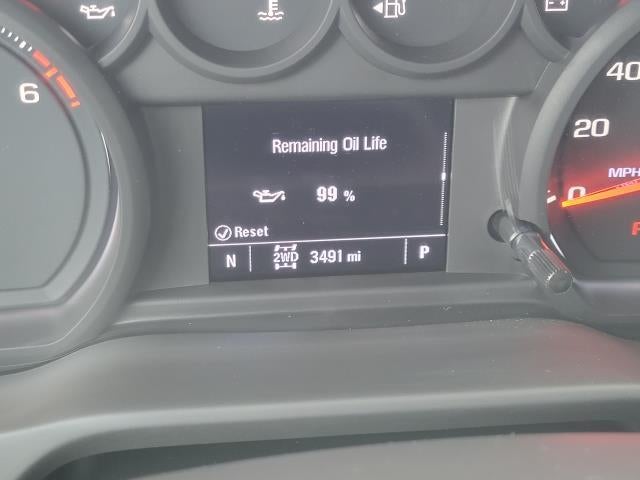 Remaining Oil Life
99 %
Reset
N 2WD 3491 mi P
6
40
20
MPH
0